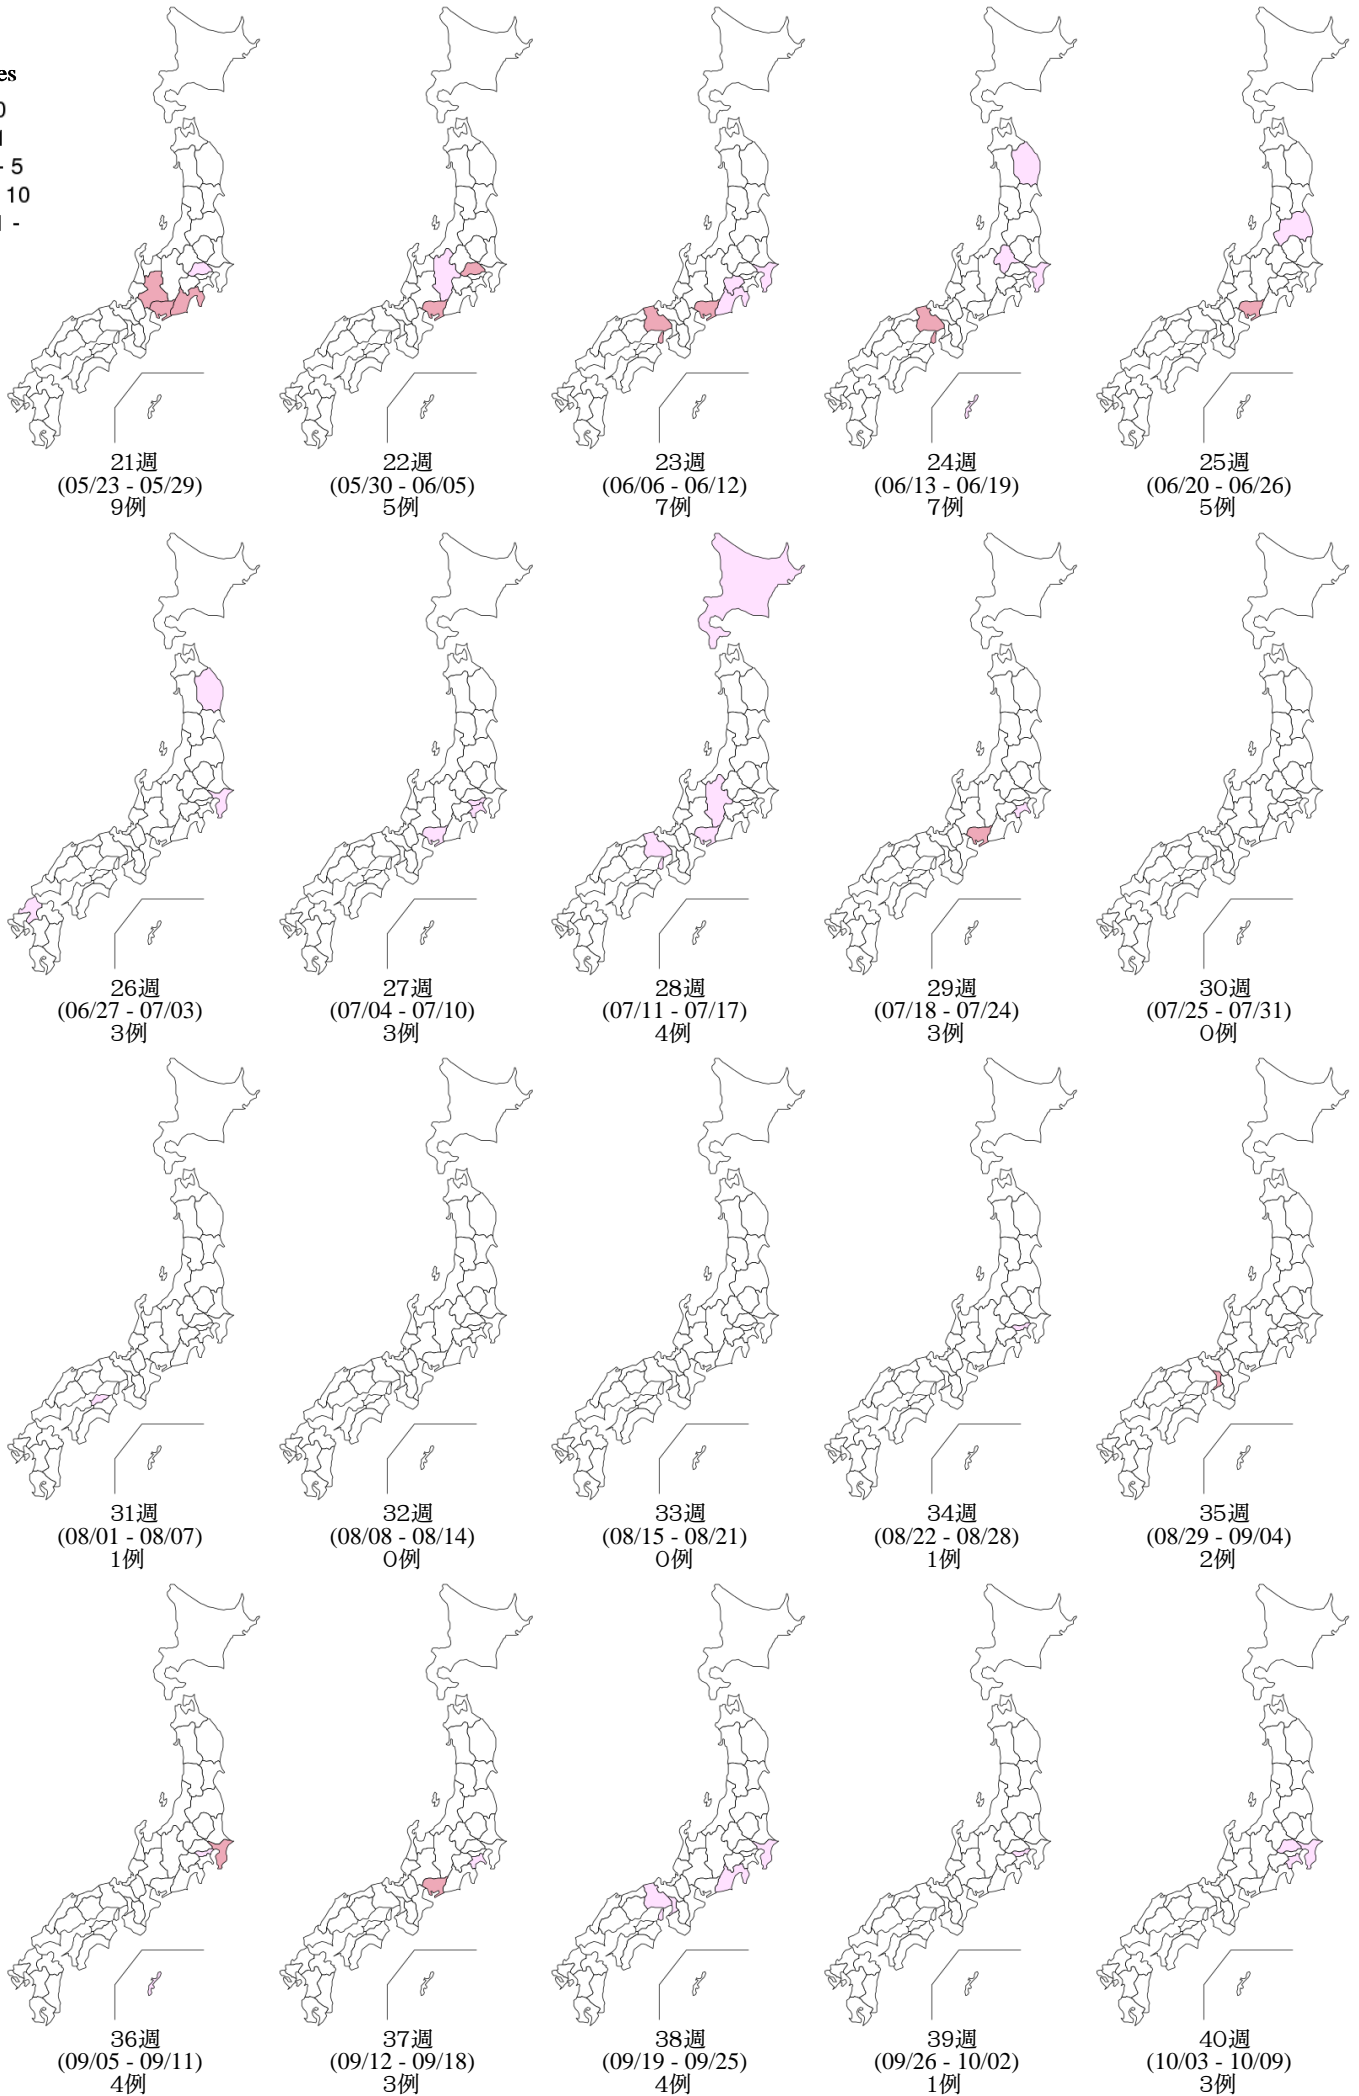 es
0
1
- 5
10
1 -
21週
(05/23 - 05/29)
9例
22週
(05/30 - 06/05)
5例
23週
(06/06 - 06/12)
7例
24週
(06/13 - 06/19)
7例
25週
(06/20 - 06/26)
5例
26週
(06/27 - 07/03)
3例
27週
(07/04 - 07/10)
3例
28週
(07/11 - 07/17)
4例
29週
(07/18 - 07/24)
3例
30週
(07/25 - 07/31)
0例
31週
(08/01 - 08/07)
1例
32週
(08/08 - 08/14)
0例
33週
(08/15 - 08/21)
0例
34週
(08/22 - 08/28)
1例
35週
(08/29 - 09/04)
2例
36週
(09/05 - 09/11)
4例
37週
(09/12 - 09/18)
3例
38週
(09/19 - 09/25)
4例
39週
(09/26 - 10/02)
1例
40週
(10/03 - 10/09)
3例